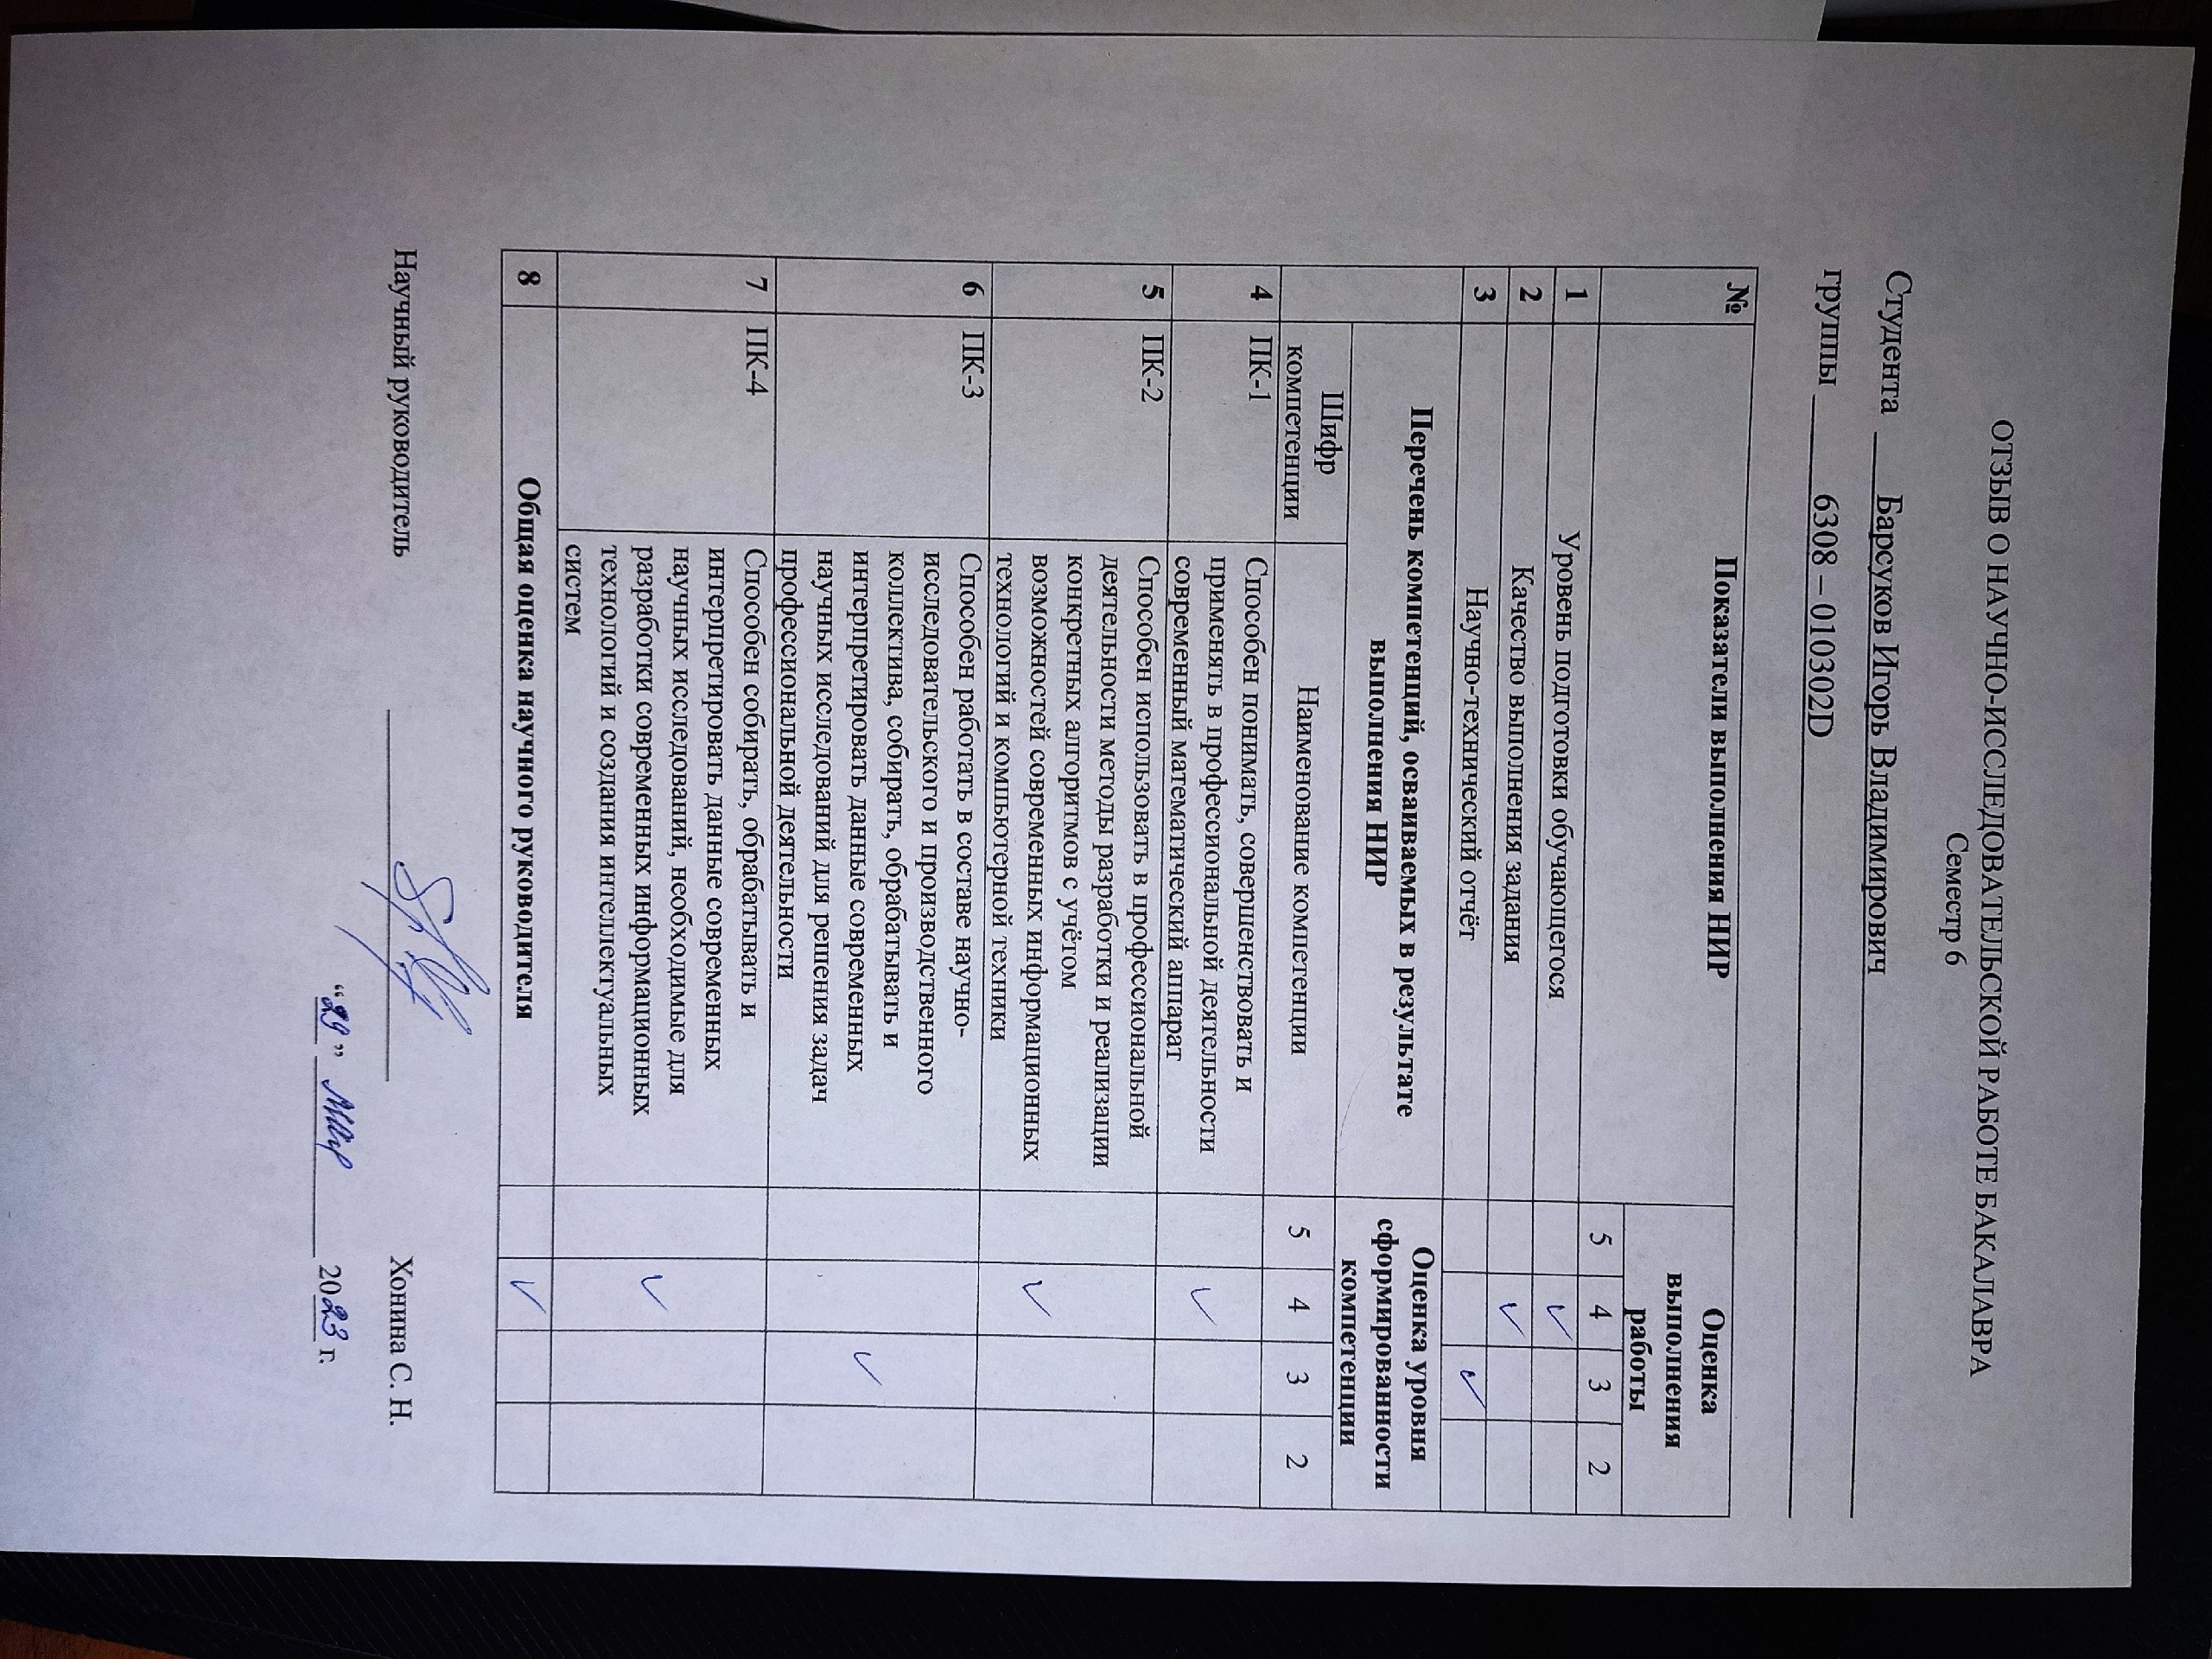 ОТЗЫВ О НАУЧНО-ИССЛЕДОВАТЕЛЬСКОЙ РАБОТЕ БАКАЛАВРА
Семестр 6
Студента Барсуков Игорь Владимирович
группы 6308 – 010302D
№ Показатели выполнения НИР Оценка
выполнения
работы
5 4 3 2
1 Уровень подготовки обучающегося ✓
2 Качество выполнения задания ✓
3 Научно-технический отчёт ✓
Перечень компетенций, осваиваемых в результате
выполнения НИР
Оценка уровня
сформированности
компетенции
Шифр
компетенции
Наименование компетенции 5 4 3 2
4 ПК-1 Способен понимать, совершенствовать и
применять в профессиональной деятельности
современный математический аппарат
✓
5 ПК-2 Способен использовать в профессиональной
деятельности методы разработки и реализации
конкретных алгоритмов с учётом
возможностей современных информационных
технологий и компьютерной техники
✓
6 ПК-3 Способен работать в составе научно-
исследовательского и производственного
коллектива, собирать, обрабатывать и
интерпретировать данные современных
научных исследований для решения задач
профессиональной деятельности
✓
7 ПК-4 Способен собирать, обрабатывать и
интерпретировать данные современных
научных исследований, необходимые для
разработки современных информационных
технологий и создания интеллектуальных
систем
✓
8 Общая оценка научного руководителя ✓
Научный руководитель Хонина С. Н.
“29” мая 2023 г.